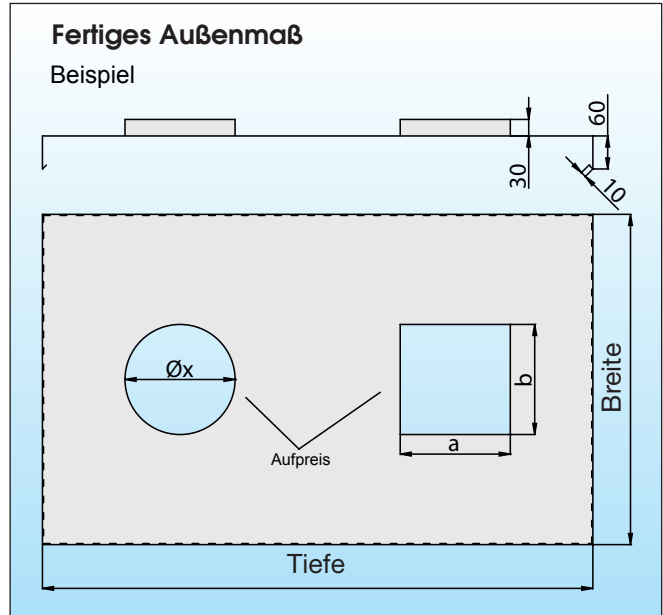 Fertiges Außenmaß
Beispiel
60
30
10
Øx
b
a
Aufpreis
Breite
Tiefe